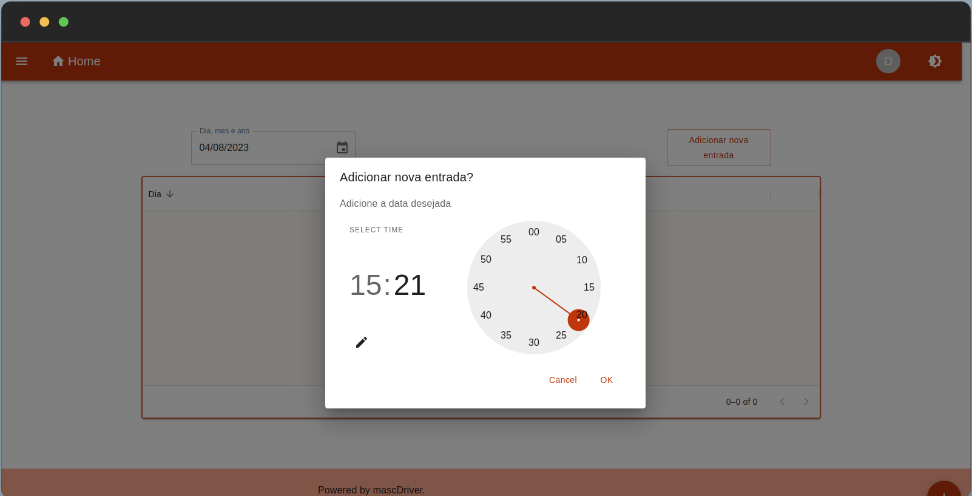 Home
D
Dia, mes e ano
04/08/2023
Adicionar nova
entrada
Dia
Adicionar nova entrada?
Adicione a data desejada
SELECT TIME
15:21
00
05
10
15
20
25
30
35
40
45
50
55
Cancel
OK
0–0 of 0
Powered by mascDriver.